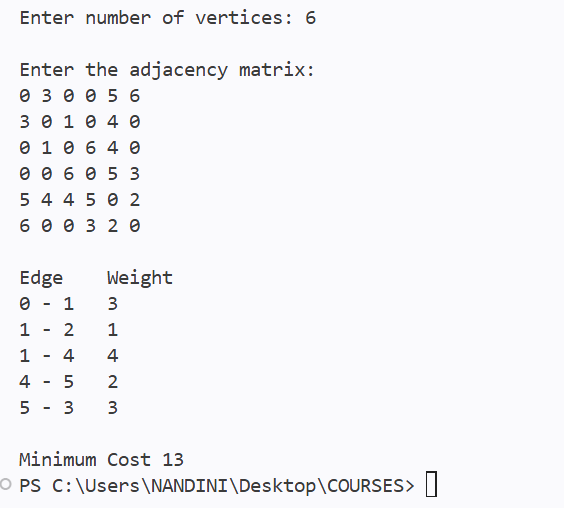 Enter number of vertices: 6
Enter the adjacency matrix:
0 3 0 0 5 6
3 0 1 0 4 0
0 1 0 6 4 0
0 0 6 0 5 3
5 4 4 5 0 2
6 0 0 3 2 0
Edge    Weight
0 - 1   3
1 - 2   1
1 - 4   4
4 - 5   2
5 - 3   3
Minimum Cost 13
PS C:\Users\NANDINI\Desktop\COURSES>